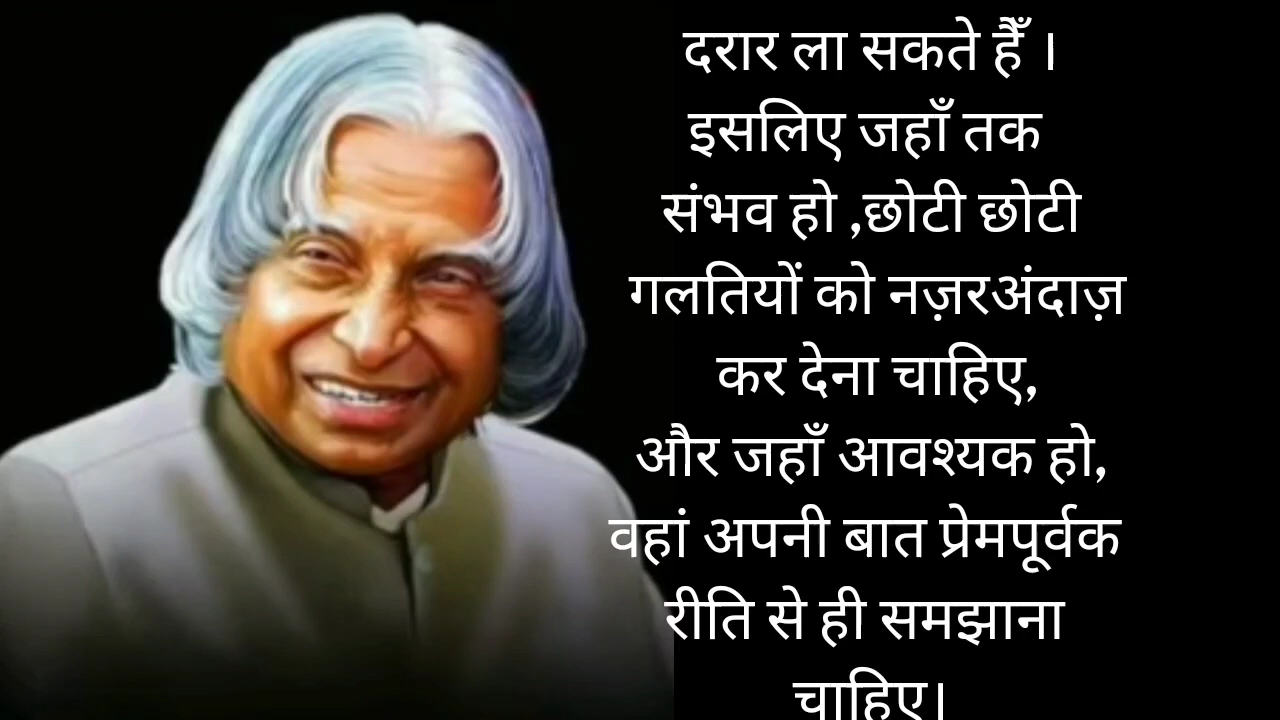 दरार ला सकते हैँ ।
इसलिए जहाँ तक
संभव हो ,छोटी छोटी
गलतियों को नज़रअंदाज़
कर देना चाहिए,
और जहाँ आवश्यक हो,
वहां अपनी बात प्रेमपूर्वक
रीति से ही समझाना
चाहिए।